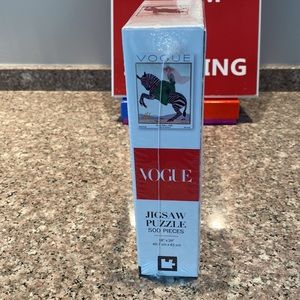 VOGUE
VOGUE
JIGSAW
PUZZLE
500 PIECES
ING